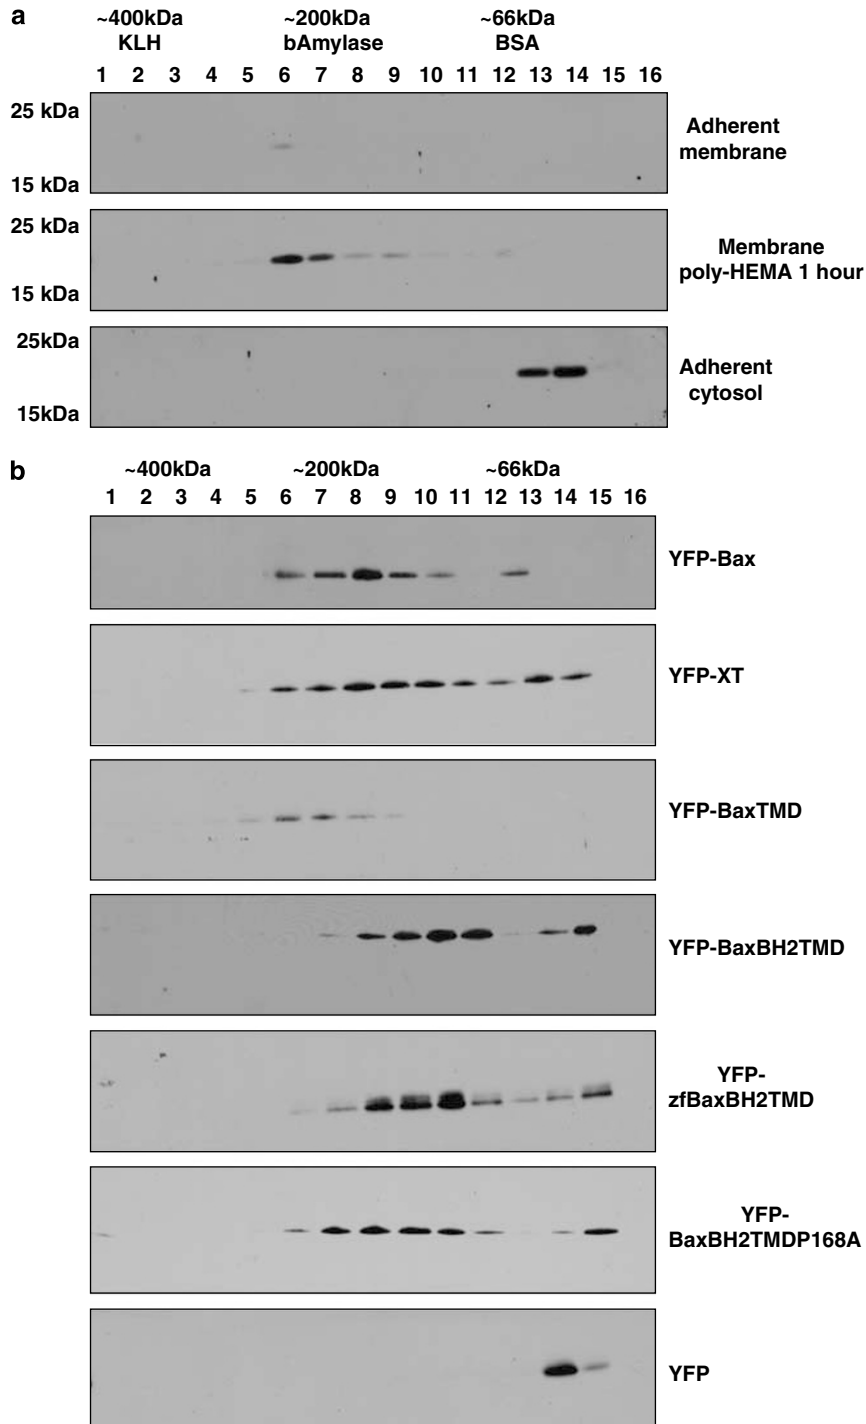 a
~400kDa ~200kDa ~66kDa
KLH bAmylase BSA
1 2 3 4 5 6 7 8 9 10 11 12 13 14 15 16
25 kDa
15 kDa
Adherent
membrane
25 kDa
15 kDa
Membrane
poly-HEMA 1 hour
25kDa
15kDa
Adherent
cytosol
b
~400kDa ~200kDa ~66kDa
1 2 3 4 5 6 7 8 9 10 11 12 13 14 15 16
YFP-Bax
YFP-XT
YFP-BaxTMD
YFP-BaxBH2TMD
YFP-
zfBaxBH2TMD
YFP-
BaxBH2TMDP168A
YFP